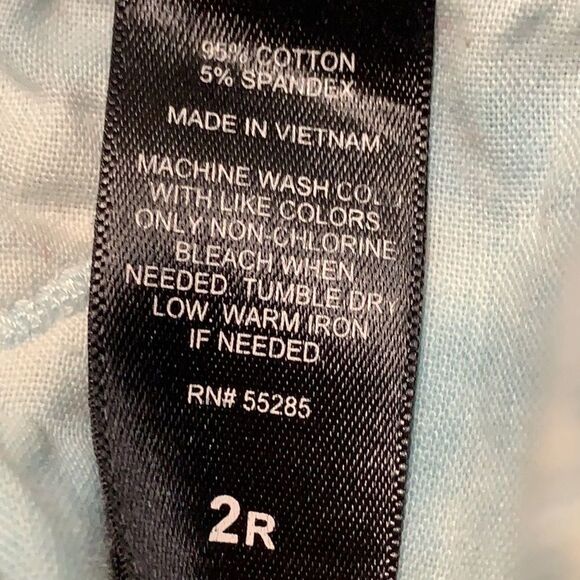 95% COTTON
5% SPANDEX
MADE IN VIETNAM
MACHINE WASH COLD
WITH LIKE COLORS
ONLY NON-CHLORINE
BLEACH WHEN
NEEDED. TUMBLE DRY
LOW. WARM IRON
IF NEEDED
RN# 55285
2R